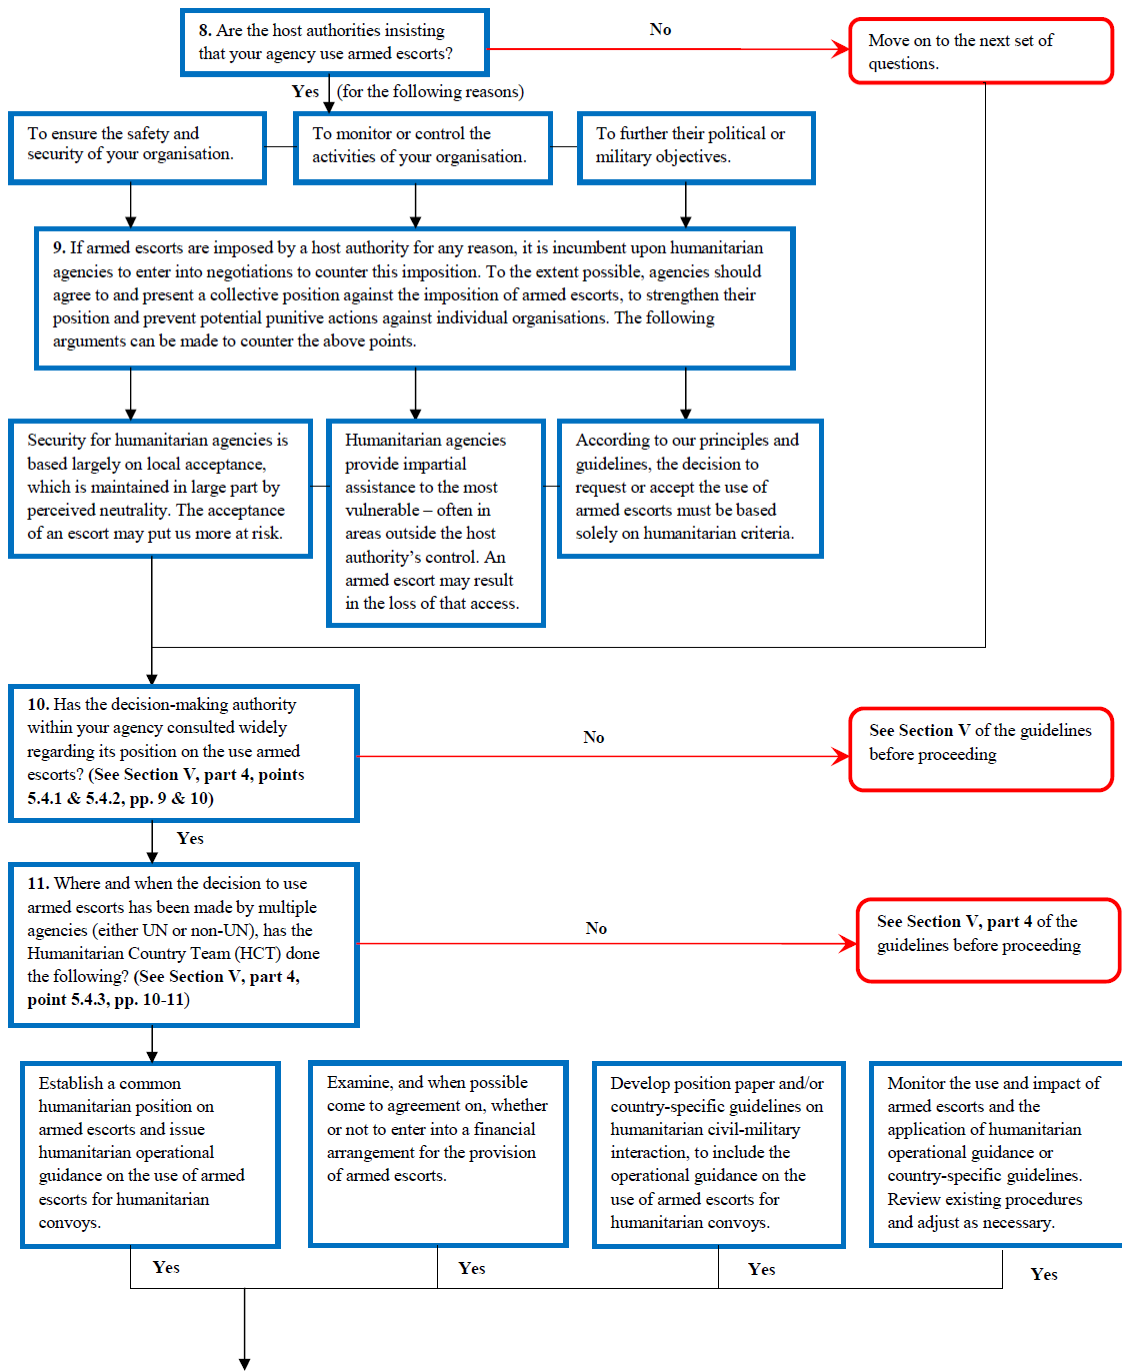 8. Are the host authorities insisting
that your agency use armed escorts?
No
Move on to the next set of
questions.
Yes (for the following reasons)
To ensure the safety and
security of your organisation.
To monitor or control the
activities of your organisation.
To further their political or
military objectives.
9. If armed escorts are imposed by a host authority for any reason, it is incumbent upon humanitarian
agencies to enter into negotiations to counter this imposition. To the extent possible, agencies should
agree to and present a collective position against the imposition of armed escorts, to strengthen their
position and prevent potential punitive actions against individual organisations. The following
arguments can be made to counter the above points.
Security for humanitarian agencies is
based largely on local acceptance,
which is maintained in large part by
perceived neutrality. The acceptance
of an escort may put us more at risk.
Humanitarian agencies
provide impartial
assistance to the most
vulnerable – often in
areas outside the host
authority's control. An
armed escort may result
in the loss of that access.
According to our principles and
guidelines, the decision to
request or accept the use of
armed escorts must be based
solely on humanitarian criteria.
10. Has the decision-making authority
within your agency consulted widely
regarding its position on the use armed
escorts? (See Section V, part 4, points
5.4.1 & 5.4.2, pp. 9 & 10)
No
See Section V of the guidelines
before proceeding
Yes
11. Where and when the decision to use
armed escorts has been made by multiple
agencies (either UN or non-UN), has the
Humanitarian Country Team (HCT) done
the following? (See Section V, part 4,
point 5.4.3, pp. 10-11)
No
See Section V, part 4 of the
guidelines before proceeding
Establish a common
humanitarian position on
armed escorts and issue
humanitarian operational
guidance on the use of armed
escorts for humanitarian
convoys.
Examine, and when possible
come to agreement on, whether
or not to enter into a financial
arrangement for the provision
of armed escorts.
Develop position paper and/or
country-specific guidelines on
humanitarian civil-military
interaction, to include the
operational guidance on the
use of armed escorts for
humanitarian convoys.
Monitor the use and impact of
armed escorts and the
application of humanitarian
operational guidance or
country-specific guidelines.
Review existing procedures
and adjust as necessary.
Yes
Yes
Yes
Yes